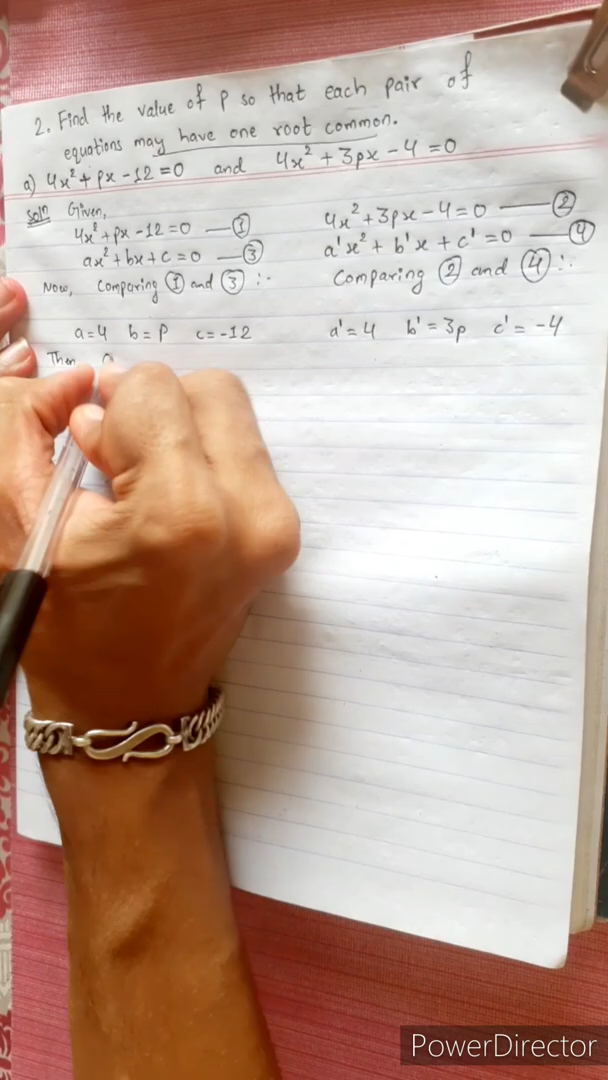 2. Find the value of p so that each pair of
equations may have one root common.
a) 4x² + px - 12 = 0 and 4x² + 3px - 4 = 0
Solⁿ Given,
4x² + px - 12 = 0 —— ① 4x² + 3px - 4 = 0 —— ②
ax² + bx + c = 0 —— ③ a'x² + b'x + c' = 0 —— ④
Now, Comparing ① and ③ :- Comparing ② and ④ :-
a = 4 b = p c = -12 a' = 4 b' = 3p c' = -4
Then
PowerDirector